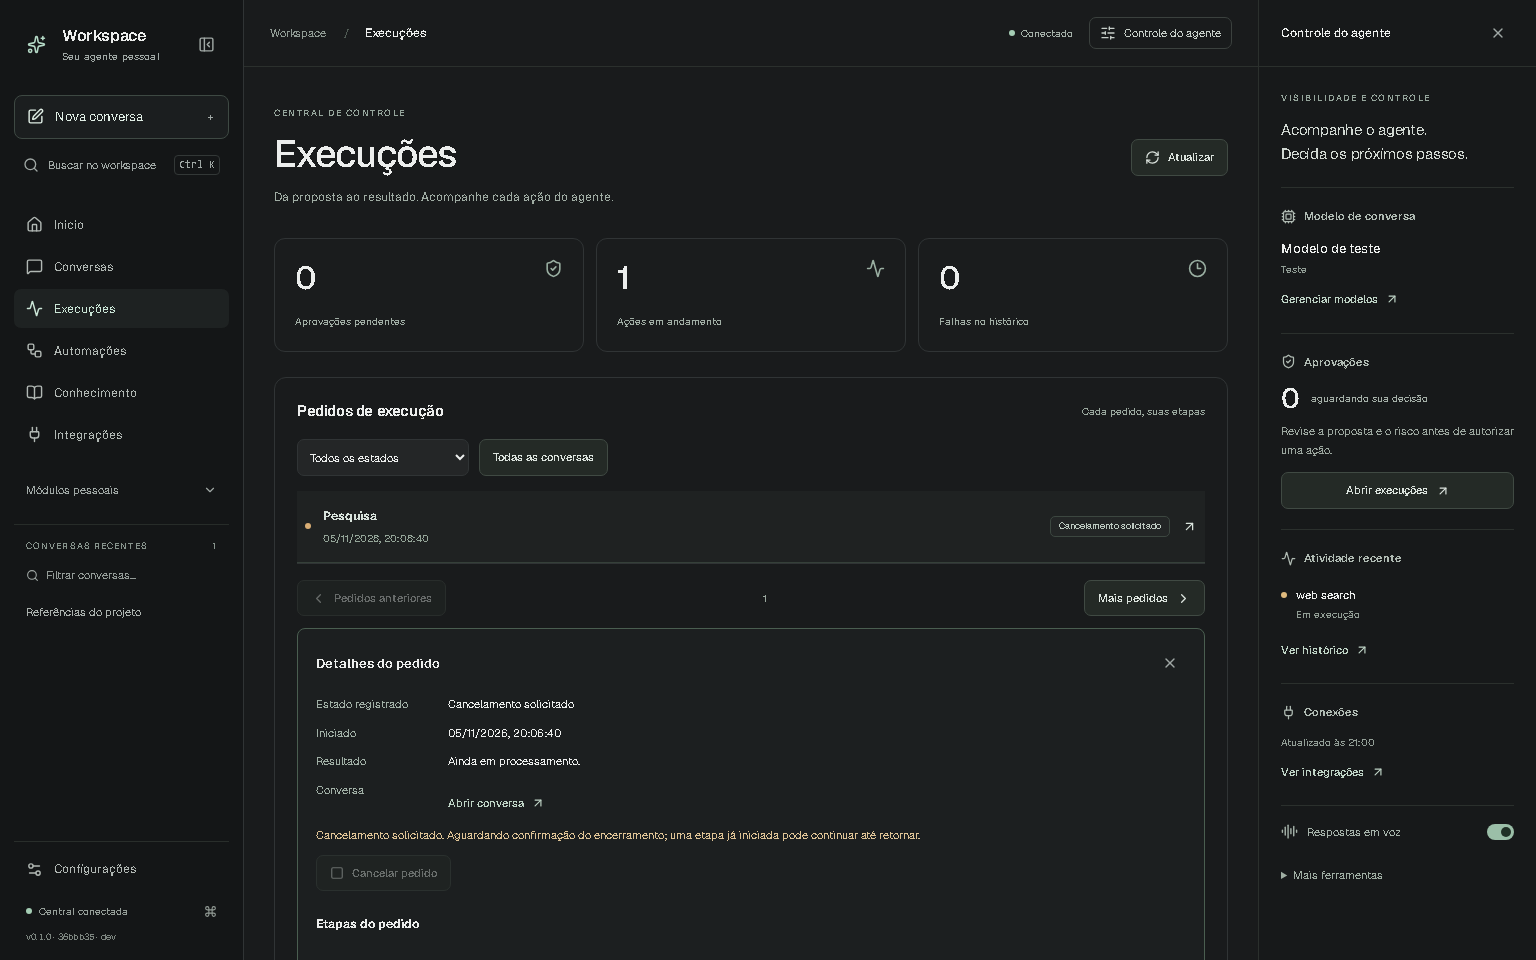 Workspace
Seu agente pessoal
Nova conversa +
Buscar no workspace Ctrl K
Início
Conversas
Execuções
Automações
Conhecimento
Integrações
Módulos pessoais
CONVERSAS RECENTES 1
Filtrar conversas...
Referências do projeto
Configurações
Central conectada
v0.1.0 · 36bbb35 · dev
Workspace / Execuções
Conectado
Controle do agente
CENTRAL DE CONTROLE
Execuções
Atualizar
Da proposta ao resultado. Acompanhe cada ação do agente.
0
Aprovações pendentes
1
Ações em andamento
0
Falhas no histórico
Pedidos de execução
Cada pedido, suas etapas
Todos os estados
Todas as conversas
Pesquisa
05/11/2026, 20:06:40
Cancelamento solicitado
Pedidos anteriores
1
Mais pedidos
Detalhes do pedido
Estado registrado Cancelamento solicitado
Iniciado 05/11/2026, 20:06:40
Resultado Ainda em processamento.
Conversa
Abrir conversa
Cancelamento solicitado. Aguardando confirmação do encerramento; uma etapa já iniciada pode continuar até retornar.
Cancelar pedido
Etapas do pedido
Controle do agente
VISIBILIDADE E CONTROLE
Acompanhe o agente.
Decida os próximos passos.
Modelo de conversa
Modelo de teste
Teste
Gerenciar modelos
Aprovações
0 aguardando sua decisão
Revise a proposta e o risco antes de autorizar
uma ação.
Abrir execuções
Atividade recente
web search
Em execução
Ver histórico
Conexões
Atualizado às 21:00
Ver integrações
Respostas em voz
Mais ferramentas